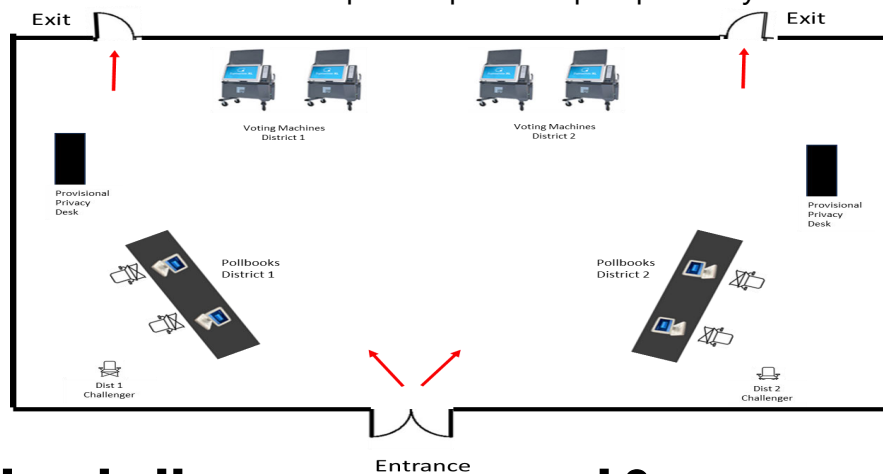 Exit
Exit
Voting Machines
District 1
Voting Machines
District 2
Provisional
Privacy
Desk
Provisional
Privacy
Desk
Pollbooks
District 1
Pollbooks
District 2
Dist 1
Challenger
Dist 2
Challenger
Entrance